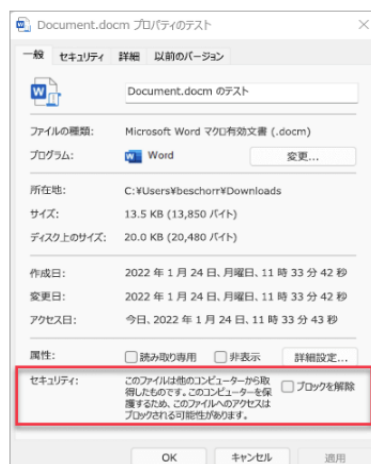 Document.docm プロパティのテスト
一般 セキュリティ 詳細 以前のバージョン
Document.docm のテスト
ファイルの種類: Microsoft Word マクロ有効文書 (.docm)
プログラム: Word 変更...
所在地: C:¥Users¥beschorr¥Downloads
サイズ: 13.5 KB (13,850 バイト)
ディスク上のサイズ: 20.0 KB (20,480 バイト)
作成日: 2022 年 1 月 24 日、月曜日、11 時 33 分 42 秒
変更日: 2022 年 1 月 24 日、月曜日、11 時 33 分 42 秒
アクセス日: 今日、2022 年 1 月 24 日、11 時 33 分 43 秒
属性: 読み取り専用 非表示 詳細設定...
セキュリティ: このファイルは他のコンピューターから取
得したものです。このコンピューターを保 ブロックを解除
護するため、このファイルへのアクセスは
ブロックされる可能性があります。
OK キャンセル 適用